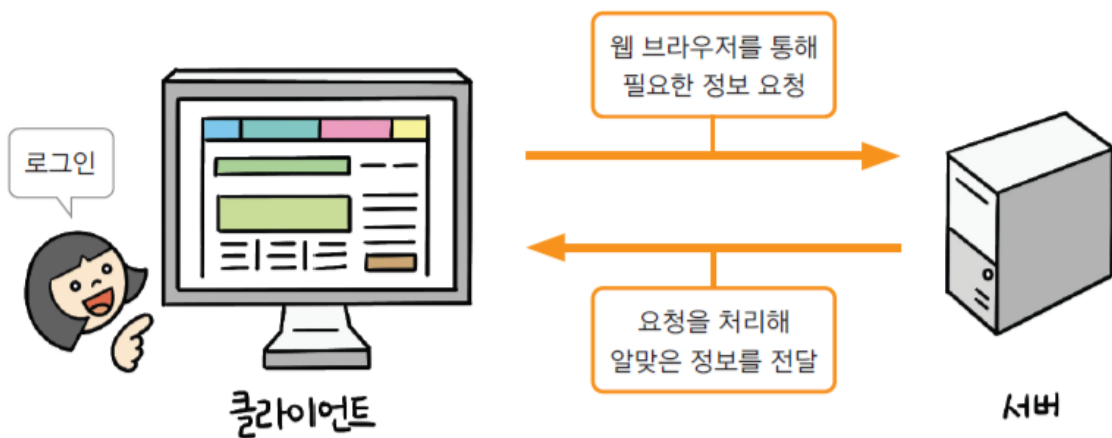 웹 브라우저를 통해
필요한 정보 요청
로그인
요청을 처리해
알맞은 정보를 전달
클라이언트
서버